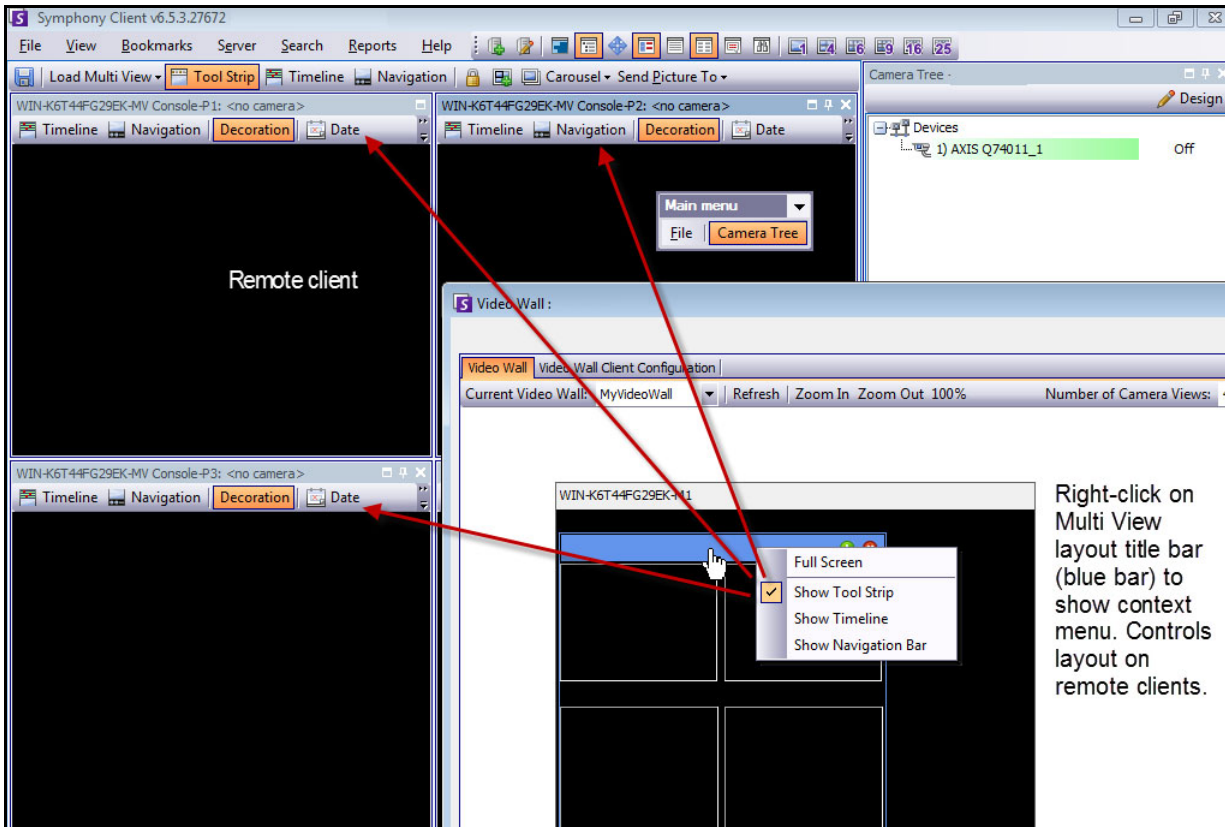 Symphony Client v6.5.3.27672
File View Bookmarks Server Search Reports Help
Load Multi View Tool Strip Timeline Navigation Carousel Send Picture To
Camera Tree -
Design
Devices
1) AXIS Q74011_1 Off
WIN-K6T44FG29EK-MV Console-P1: <no camera>
Timeline Navigation Decoration Date
WIN-K6T44FG29EK-MV Console-P2: <no camera>
Timeline Navigation Decoration Date
Main menu
File Camera Tree
Remote client
Video Wall :
Video Wall Video Wall Client Configuration
Current Video Wall: MyVideoWall Refresh Zoom In Zoom Out 100% Number of Camera Views: 4
WIN-K6T44FG29EK-MV Console-P3: <no camera>
Timeline Navigation Decoration Date
WIN-K6T44FG29EK-M1
Full Screen
Show Tool Strip
Show Timeline
Show Navigation Bar
Right-click on
Multi View
layout title bar
(blue bar) to
show context
menu. Controls
layout on
remote clients.